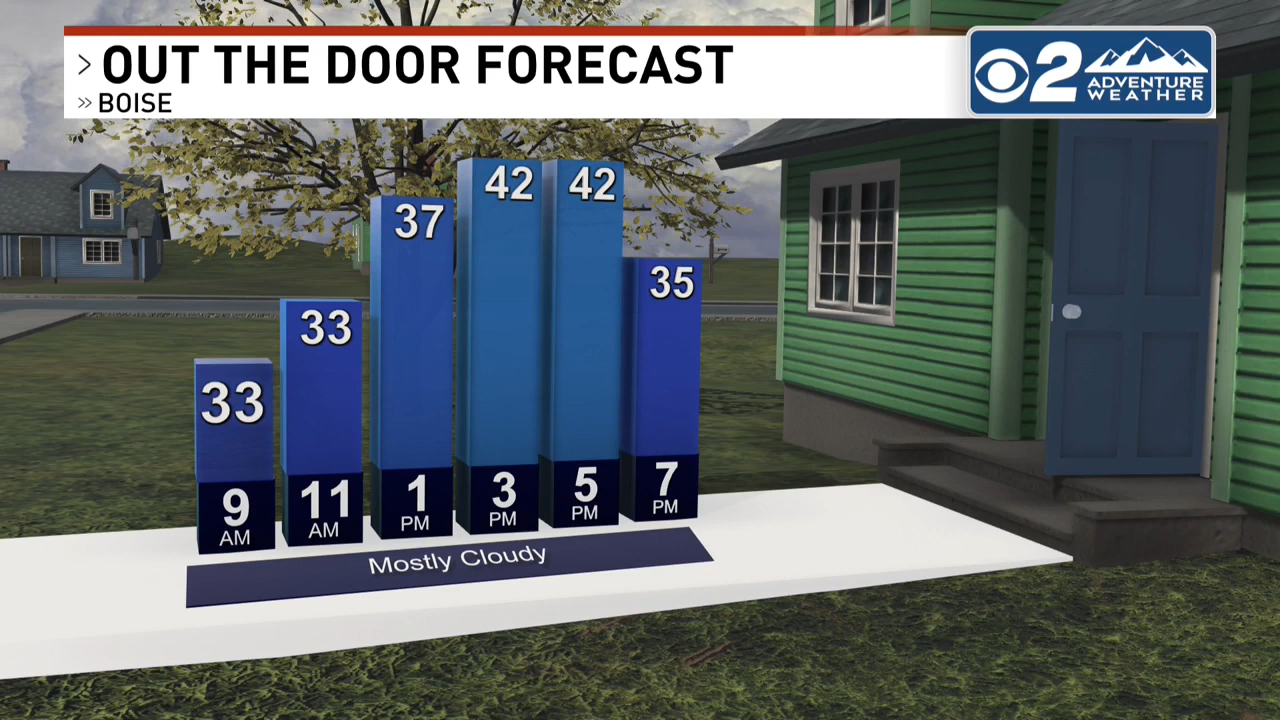 > OUT THE DOOR FORECAST
» BOISE
2 ADVENTURE
WEATHER
33 33 37 42 42 35
9 11 1 3 5 7
AM AM PM PM PM PM
Mostly Cloudy